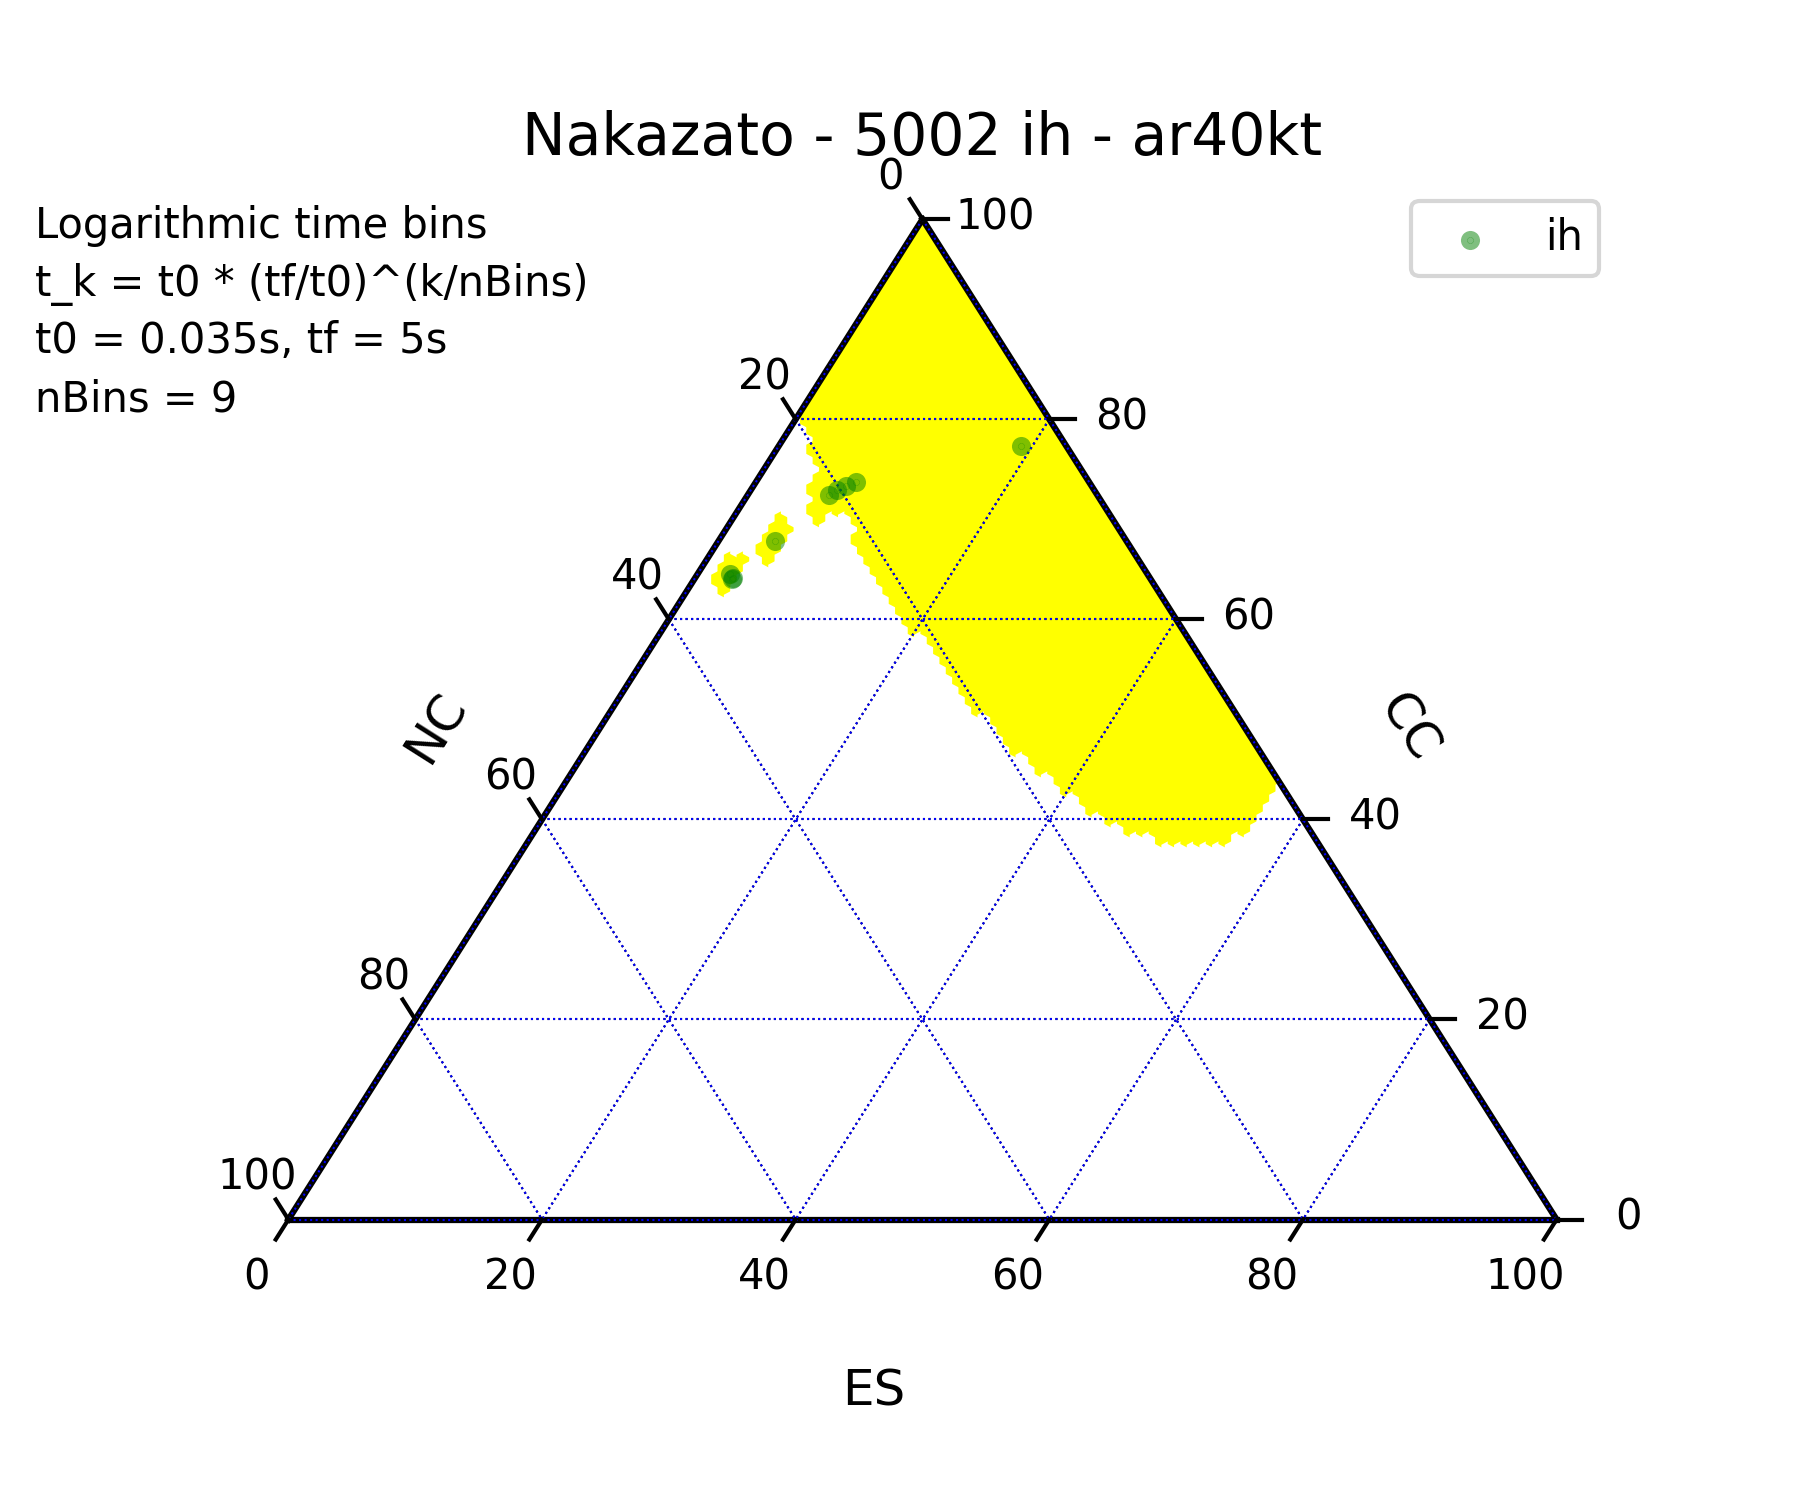 Nakazato - 5002 ih - ar40kt
Logarithmic time bins
t_k = t0 * (tf/t0)^(k/nBins)
t0 = 0.035s, tf = 5s
nBins = 9
ih
0
100
20
80
40
60
NC
CC
60
40
80
20
100
0
0
20
40
60
80
100
ES